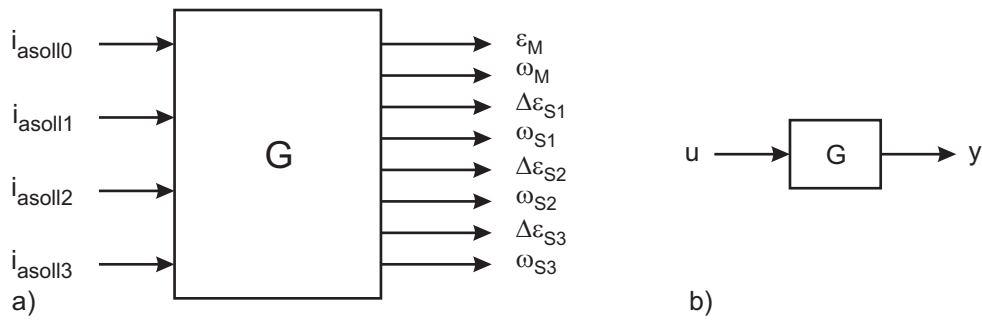 i_asoll0
i_asoll1
i_asoll2
i_asoll3
G
ε_M
ω_M
Δε_S1
ω_S1
Δε_S2
ω_S2
Δε_S3
ω_S3
a)
u
G
y
b)